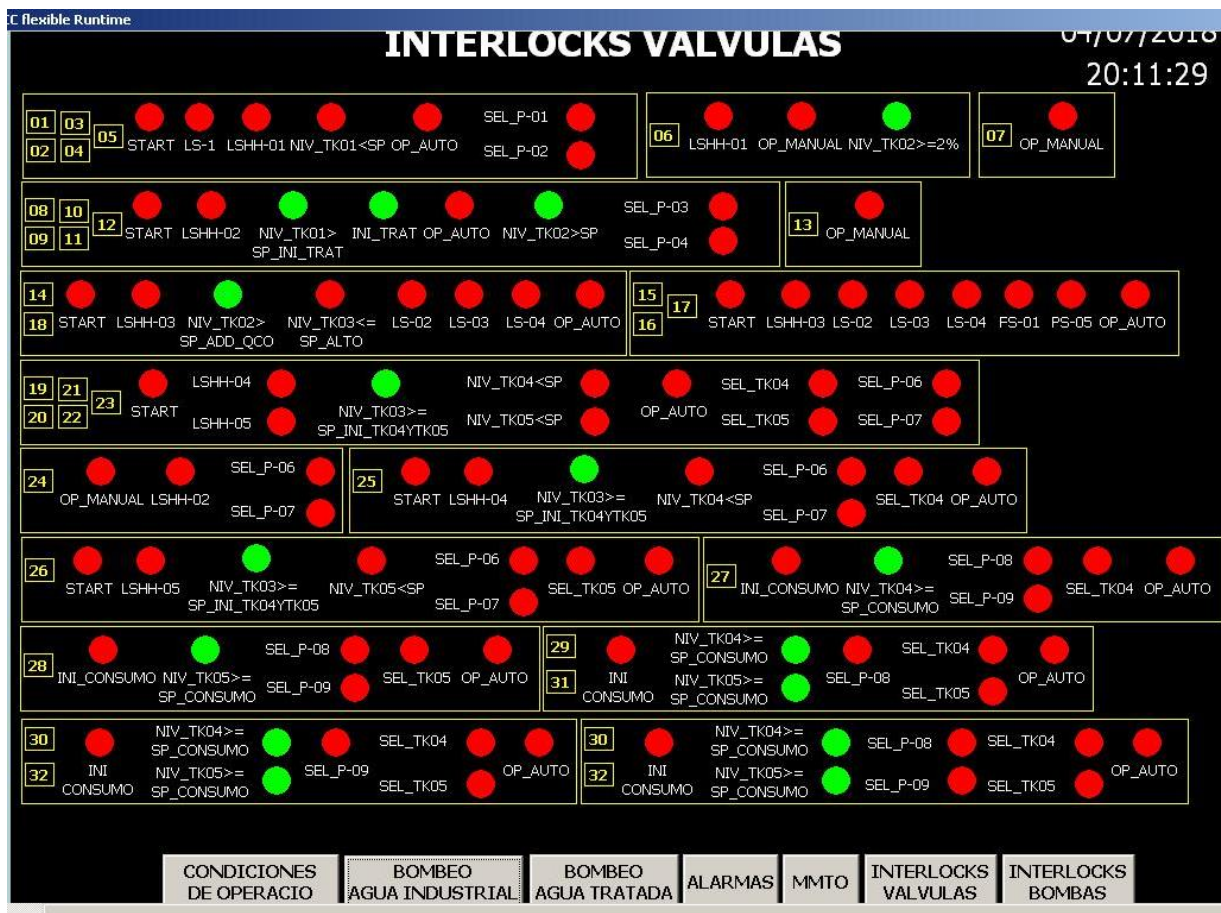 CC flexible Runtime
INTERLOCKS VALVULAS
04/07/2018
20:11:29
01 03 05
02 04
START LS-1 LSHH-01 NIV_TK01<SP OP_AUTO
SEL_P-01
SEL_P-02
06
LSHH-01 OP_MANUAL NIV_TK02>=2%
07
OP_MANUAL
08 10 12
09 11
START LSHH-02 NIV_TK01> INI_TRAT OP_AUTO NIV_TK02>SP
SP_INI_TRAT
SEL_P-03
SEL_P-04
13
OP_MANUAL
14
18
START LSHH-03 NIV_TK02> NIV_TK03<= LS-02 LS-03 LS-04 OP_AUTO
SP_ADD_QCO SP_ALTO
15 17
16
START LSHH-03 LS-02 LS-03 LS-04 FS-01 PS-05 OP_AUTO
19 21 23
20 22
START
LSHH-04
LSHH-05
NIV_TK03>=
SP_INI_TK04YTK05
NIV_TK04<SP
NIV_TK05<SP
OP_AUTO
SEL_TK04
SEL_TK05
SEL_P-06
SEL_P-07
24
OP_MANUAL LSHH-02
SEL_P-06
SEL_P-07
25
START LSHH-04 NIV_TK03>= NIV_TK04<SP
SP_INI_TK04YTK05
SEL_P-06
SEL_P-07
SEL_TK04 OP_AUTO
26
START LSHH-05 NIV_TK03>= NIV_TK05<SP
SP_INI_TK04YTK05
SEL_P-06
SEL_P-07
SEL_TK05 OP_AUTO
27
INI_CONSUMO NIV_TK04>=
SP_CONSUMO
SEL_P-08
SEL_P-09
SEL_TK04 OP_AUTO
28
INI_CONSUMO NIV_TK05>=
SP_CONSUMO
SEL_P-08
SEL_P-09
SEL_TK05 OP_AUTO
29
31
INI
CONSUMO
NIV_TK04>=
SP_CONSUMO
NIV_TK05>=
SP_CONSUMO
SEL_P-08
SEL_TK04
SEL_TK05
OP_AUTO
30
32
INI
CONSUMO
NIV_TK04>=
SP_CONSUMO
NIV_TK05>=
SP_CONSUMO
SEL_P-09
SEL_TK04
SEL_TK05
OP_AUTO
30
32
INI
CONSUMO
NIV_TK04>=
SP_CONSUMO
NIV_TK05>=
SP_CONSUMO
SEL_P-08
SEL_P-09
SEL_TK04
SEL_TK05
OP_AUTO
CONDICIONES
DE OPERACIO
BOMBEO
AGUA INDUSTRIAL
BOMBEO
AGUA TRATADA
ALARMAS
MMTO
INTERLOCKS
VALVULAS
INTERLOCKS
BOMBAS